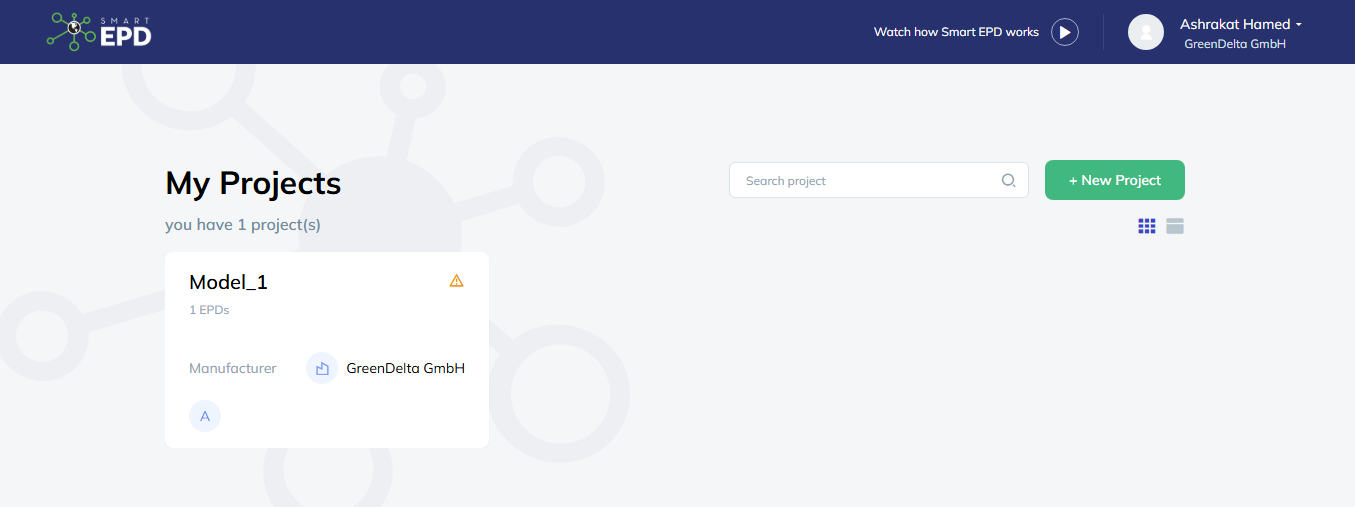 SMART
EPD
Watch how Smart EPD works
Ashrakat Hamed
GreenDelta GmbH
My Projects
Search project
+ New Project
you have 1 project(s)
Model_1
1 EPDs
Manufacturer
GreenDelta GmbH
A